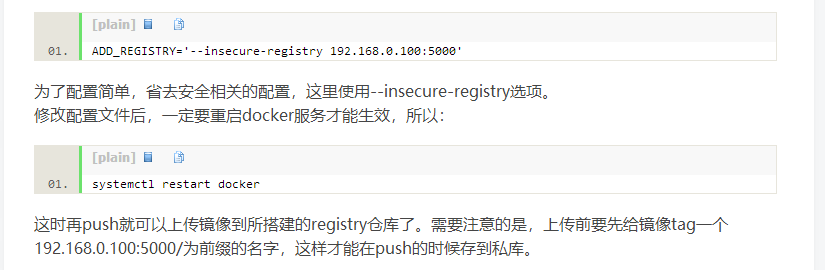 [plain]
01. ADD_REGISTRY='--insecure-registry 192.168.0.100:5000'
为了配置简单，省去安全相关的配置，这里使用--insecure-registry选项。
修改配置文件后，一定要重启docker服务才能生效，所以：
[plain]
01. systemctl restart docker
这时再push就可以上传镜像到所搭建的registry仓库了。需要注意的是，上传前要先给镜像tag一个
192.168.0.100:5000/为前缀的名字，这样才能在push的时候存到私库。